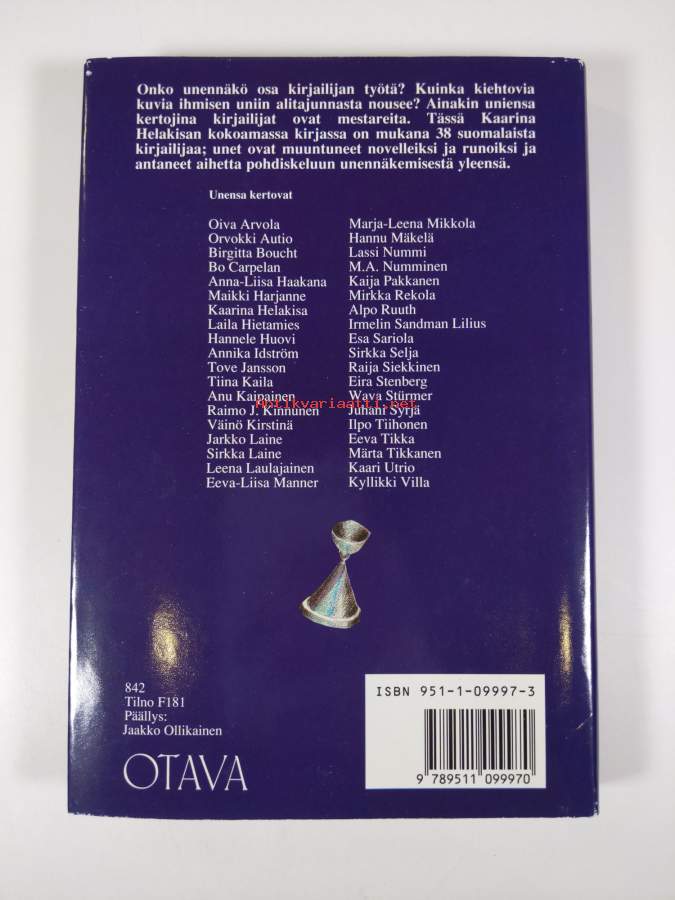 Onko unennäkö osa kirjailijan työtä? Kuinka kiehtovia
kuvia ihmisen uniin alitajunnasta nousee? Ainakin uniensa
kertojina kirjailijat ovat mestareita. Tässä Kaarina
Helakisan kokoamassa kirjassa on mukana 38 suomalaista
kirjailijaa; unet ovat muuntuneet novelleiksi ja runoiksi ja
antaneet aihetta pohdiskeluun unennäkemisestä yleensä.
Unensa kertovat
Oiva Arvola
Orvokki Autio
Birgitta Boucht
Bo Carpelan
Anna-Liisa Haakana
Maikki Harjanne
Kaarina Helakisa
Laila Hietamies
Hannele Huovi
Annika Idström
Tove Jansson
Tiina Kaila
Anu Kaipainen
Raimo J. Kinnunen
Väinö Kirstinä
Jarkko Laine
Sirkka Laine
Leena Laulajainen
Eeva-Liisa Manner
Marja-Leena Mikkola
Hannu Mäkelä
Lassi Nummi
M.A. Numminen
Kaija Pakkanen
Mirkka Rekola
Alpo Ruuth
Irmelin Sandman Lilius
Esa Sariola
Sirkka Selja
Raija Siekkinen
Eira Stenberg
Wava Stürmer
Juhani Syrjä
Ilpo Tiihonen
Eeva Tikka
Märta Tikkanen
Kaari Utrio
Kyllikki Villa
Antikvariaatti.net
842
Tilno F181
Päällys:
Jaakko Ollikainen
OTAVA
ISBN 951-1-09997-3
9 789511 099970